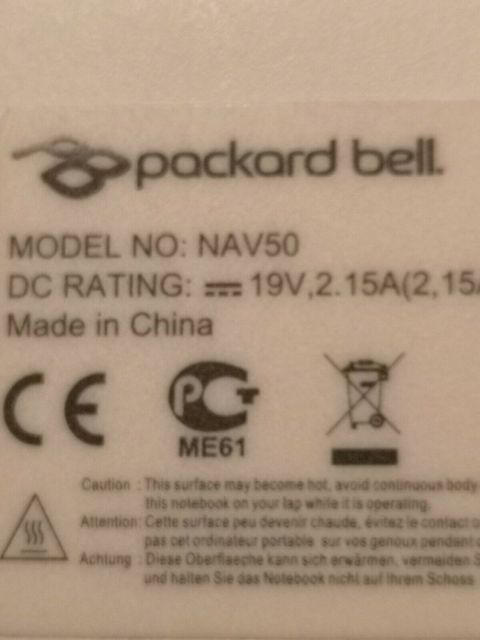 packard bell.
MODEL NO: NAV50
DC RATING: ⎓ 19V,2.15A(2,15A
Made in China
CE PCT
ME61
Caution : This surface may become hot, avoid continuous body
this notebook on your lap while it is operating.
Attention: Cette surface peu devenir chaude, évitez le contact
pas cet ordinateur portable sur vos genoux pendant
Achtung : Diese Oberflaeche kann sich erwärmen, vermeiden S
und halten Sie das Notebook nicht auf Ihrem Schoss